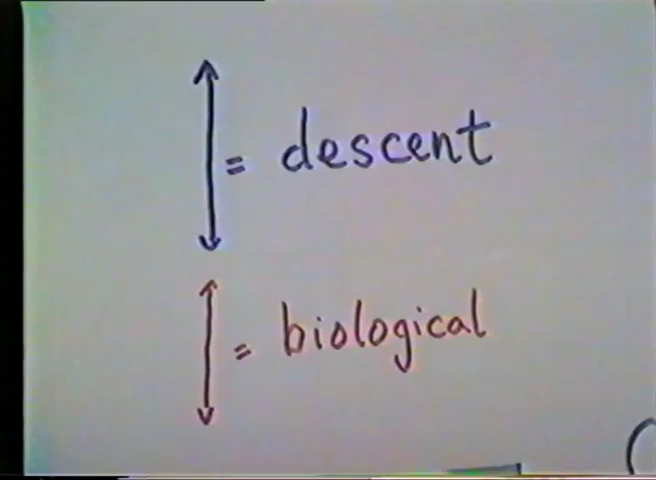 = descent
= biological